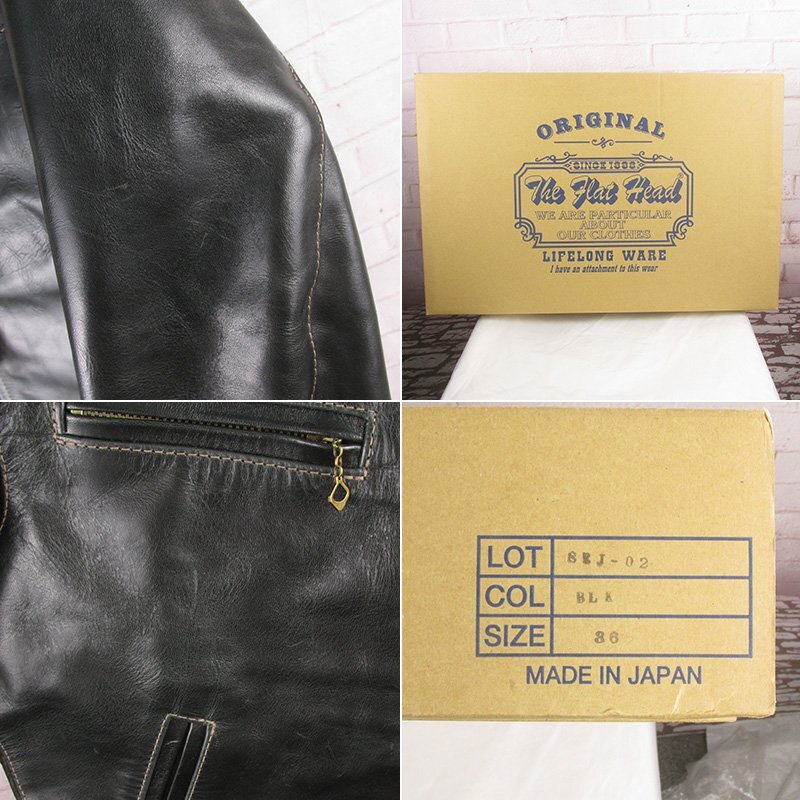 ORIGINAL
SINCE 1996
The Flat Head®
WE ARE PARTICULAR
ABOUT
OUR CLOTHES
LIFELONG WARE
I have an attachment to this wear
LOT SEJ-02
COL BLK
SIZE 36
MADE IN JAPAN